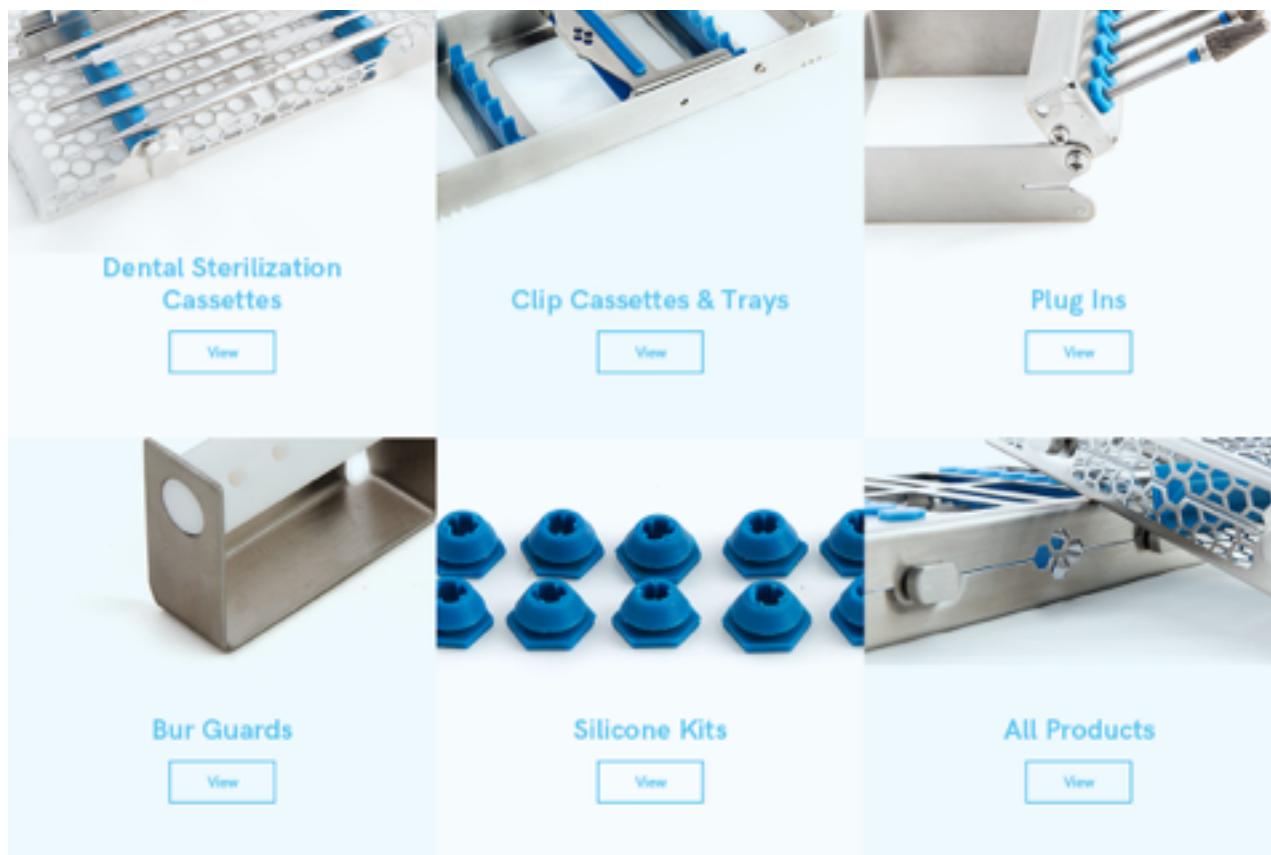 Dental Sterilization
Cassettes
View
Clip Cassettes & Trays
View
Plug Ins
View
Bur Guards
View
Silicone Kits
View
All Products
View